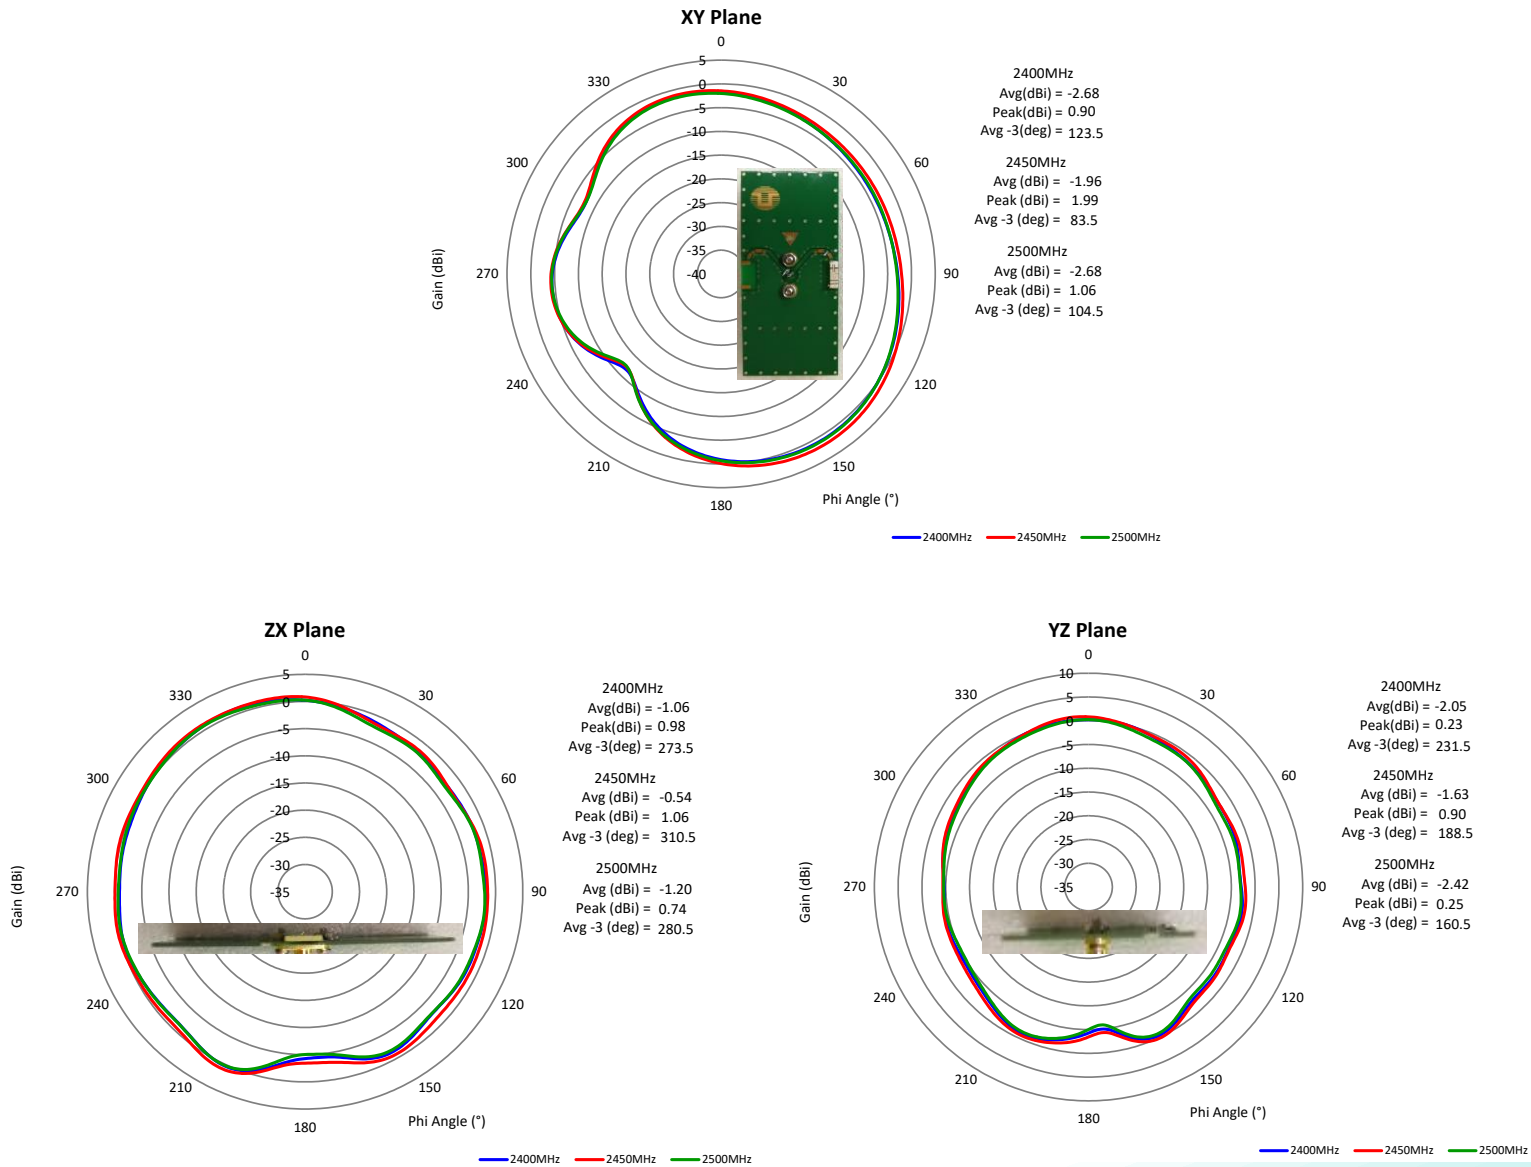 XY Plane
0
30
60
90
120
150
180
210
240
270
300
330
5
0
-5
-10
-15
-20
-25
-30
-35
-40
Gain (dBi)
Phi Angle (°)
2400MHz
Avg(dBi) = -2.68
Peak(dBi) = 0.90
Avg -3(deg) = 123.5
2450MHz
Avg (dBi) = -1.96
Peak (dBi) = 1.99
Avg -3 (deg) = 83.5
2500MHz
Avg (dBi) = -2.68
Peak (dBi) = 1.06
Avg -3 (deg) = 104.5
2400MHz 2450MHz 2500MHz
ZX Plane
0
30
60
90
120
150
180
210
240
270
300
330
5
0
-5
-10
-15
-20
-25
-30
-35
Gain (dBi)
Phi Angle (°)
2400MHz
Avg(dBi) = -1.06
Peak(dBi) = 0.98
Avg -3(deg) = 273.5
2450MHz
Avg (dBi) = -0.54
Peak (dBi) = 1.06
Avg -3 (deg) = 310.5
2500MHz
Avg (dBi) = -1.20
Peak (dBi) = 0.74
Avg -3 (deg) = 280.5
2400MHz 2450MHz 2500MHz
YZ Plane
0
30
60
90
120
150
180
210
240
270
300
330
10
5
0
-5
-10
-15
-20
-25
-30
-35
Gain (dBi)
Phi Angle (°)
2400MHz
Avg(dBi) = -2.05
Peak(dBi) = 0.23
Avg -3(deg) = 231.5
2450MHz
Avg (dBi) = -1.63
Peak (dBi) = 0.90
Avg -3 (deg) = 188.5
2500MHz
Avg (dBi) = -2.42
Peak (dBi) = 0.25
Avg -3 (deg) = 160.5
2400MHz 2450MHz 2500MHz